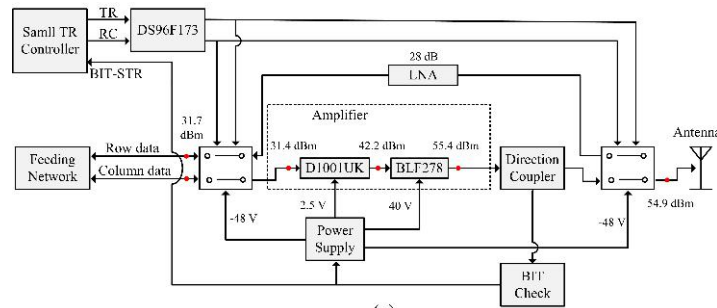 Samll TR
Controller
TR
RC
BIT-STR
DS96F173
28 dB
LNA
31.7
dBm
Amplifier
Antenna
Feeding
Network
Row data
Column data
31.4 dBm
42.2 dBm
55.4 dBm
D1001UK
BLF278
Direction
Coupler
-48 V
2.5 V
40 V
-48 V
54.9 dBm
Power
Supply
BIT
Check